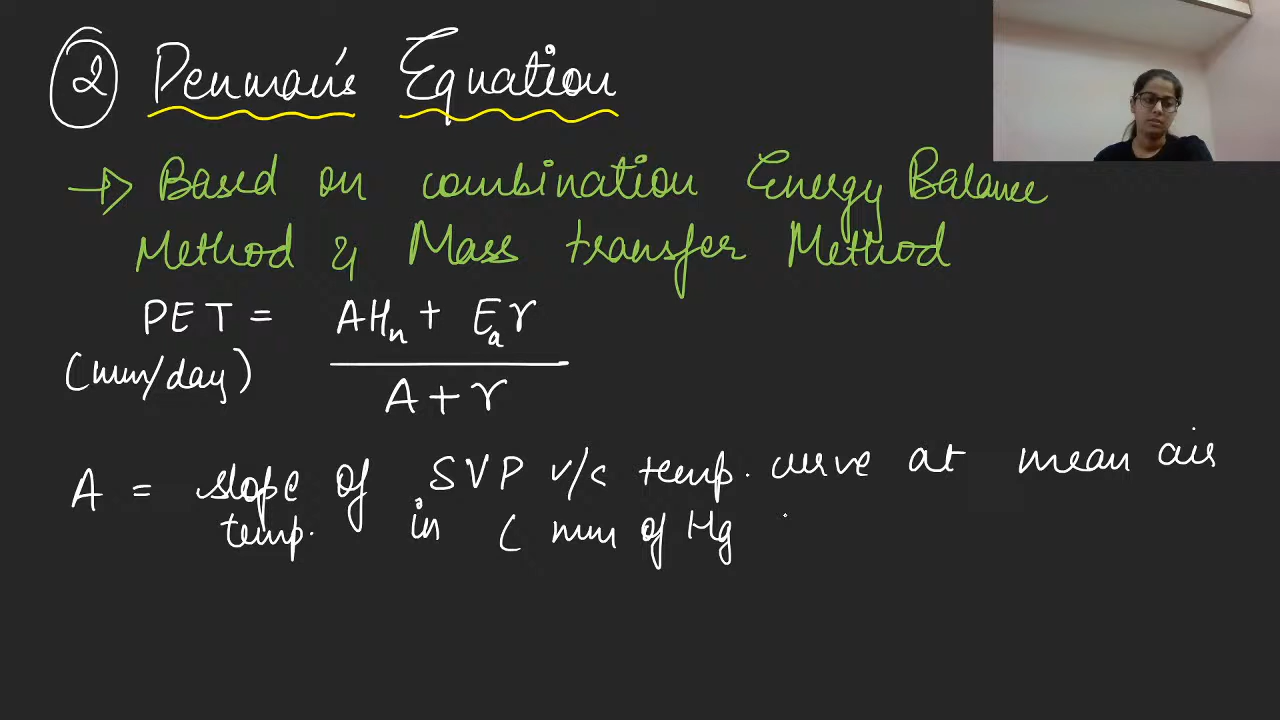 ② Penman's Equation
→ Based on combination Energy Balance
Method & Mass transfer Method
PET = AHn + Eaγ
(mm/day) A + γ
A = slope of SVP v/c temp. curve at mean air
temp. in ( mm of Hg